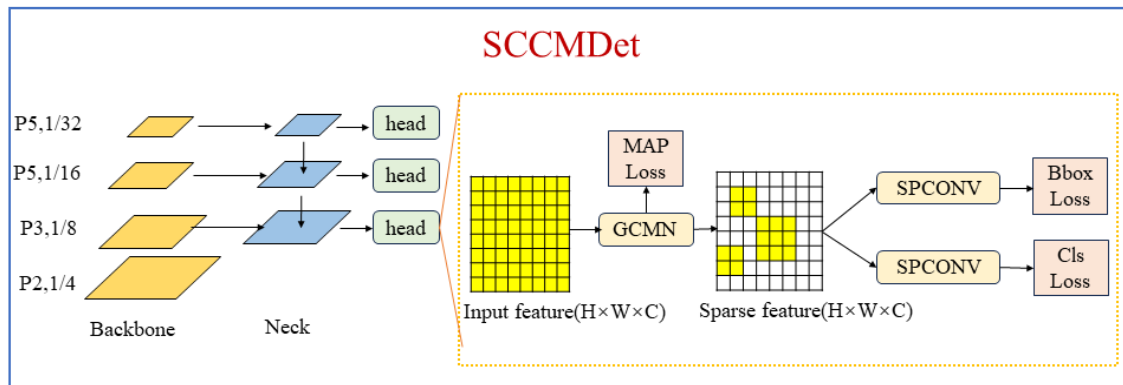 SCCMDet
P5,1/32
head
P5,1/16
head
P3,1/8
head
P2,1/4
Backbone
Neck
MAP
Loss
GCMN
Input feature(H×W×C)
Sparse feature(H×W×C)
SPCONV
Bbox
Loss
SPCONV
Cls
Loss